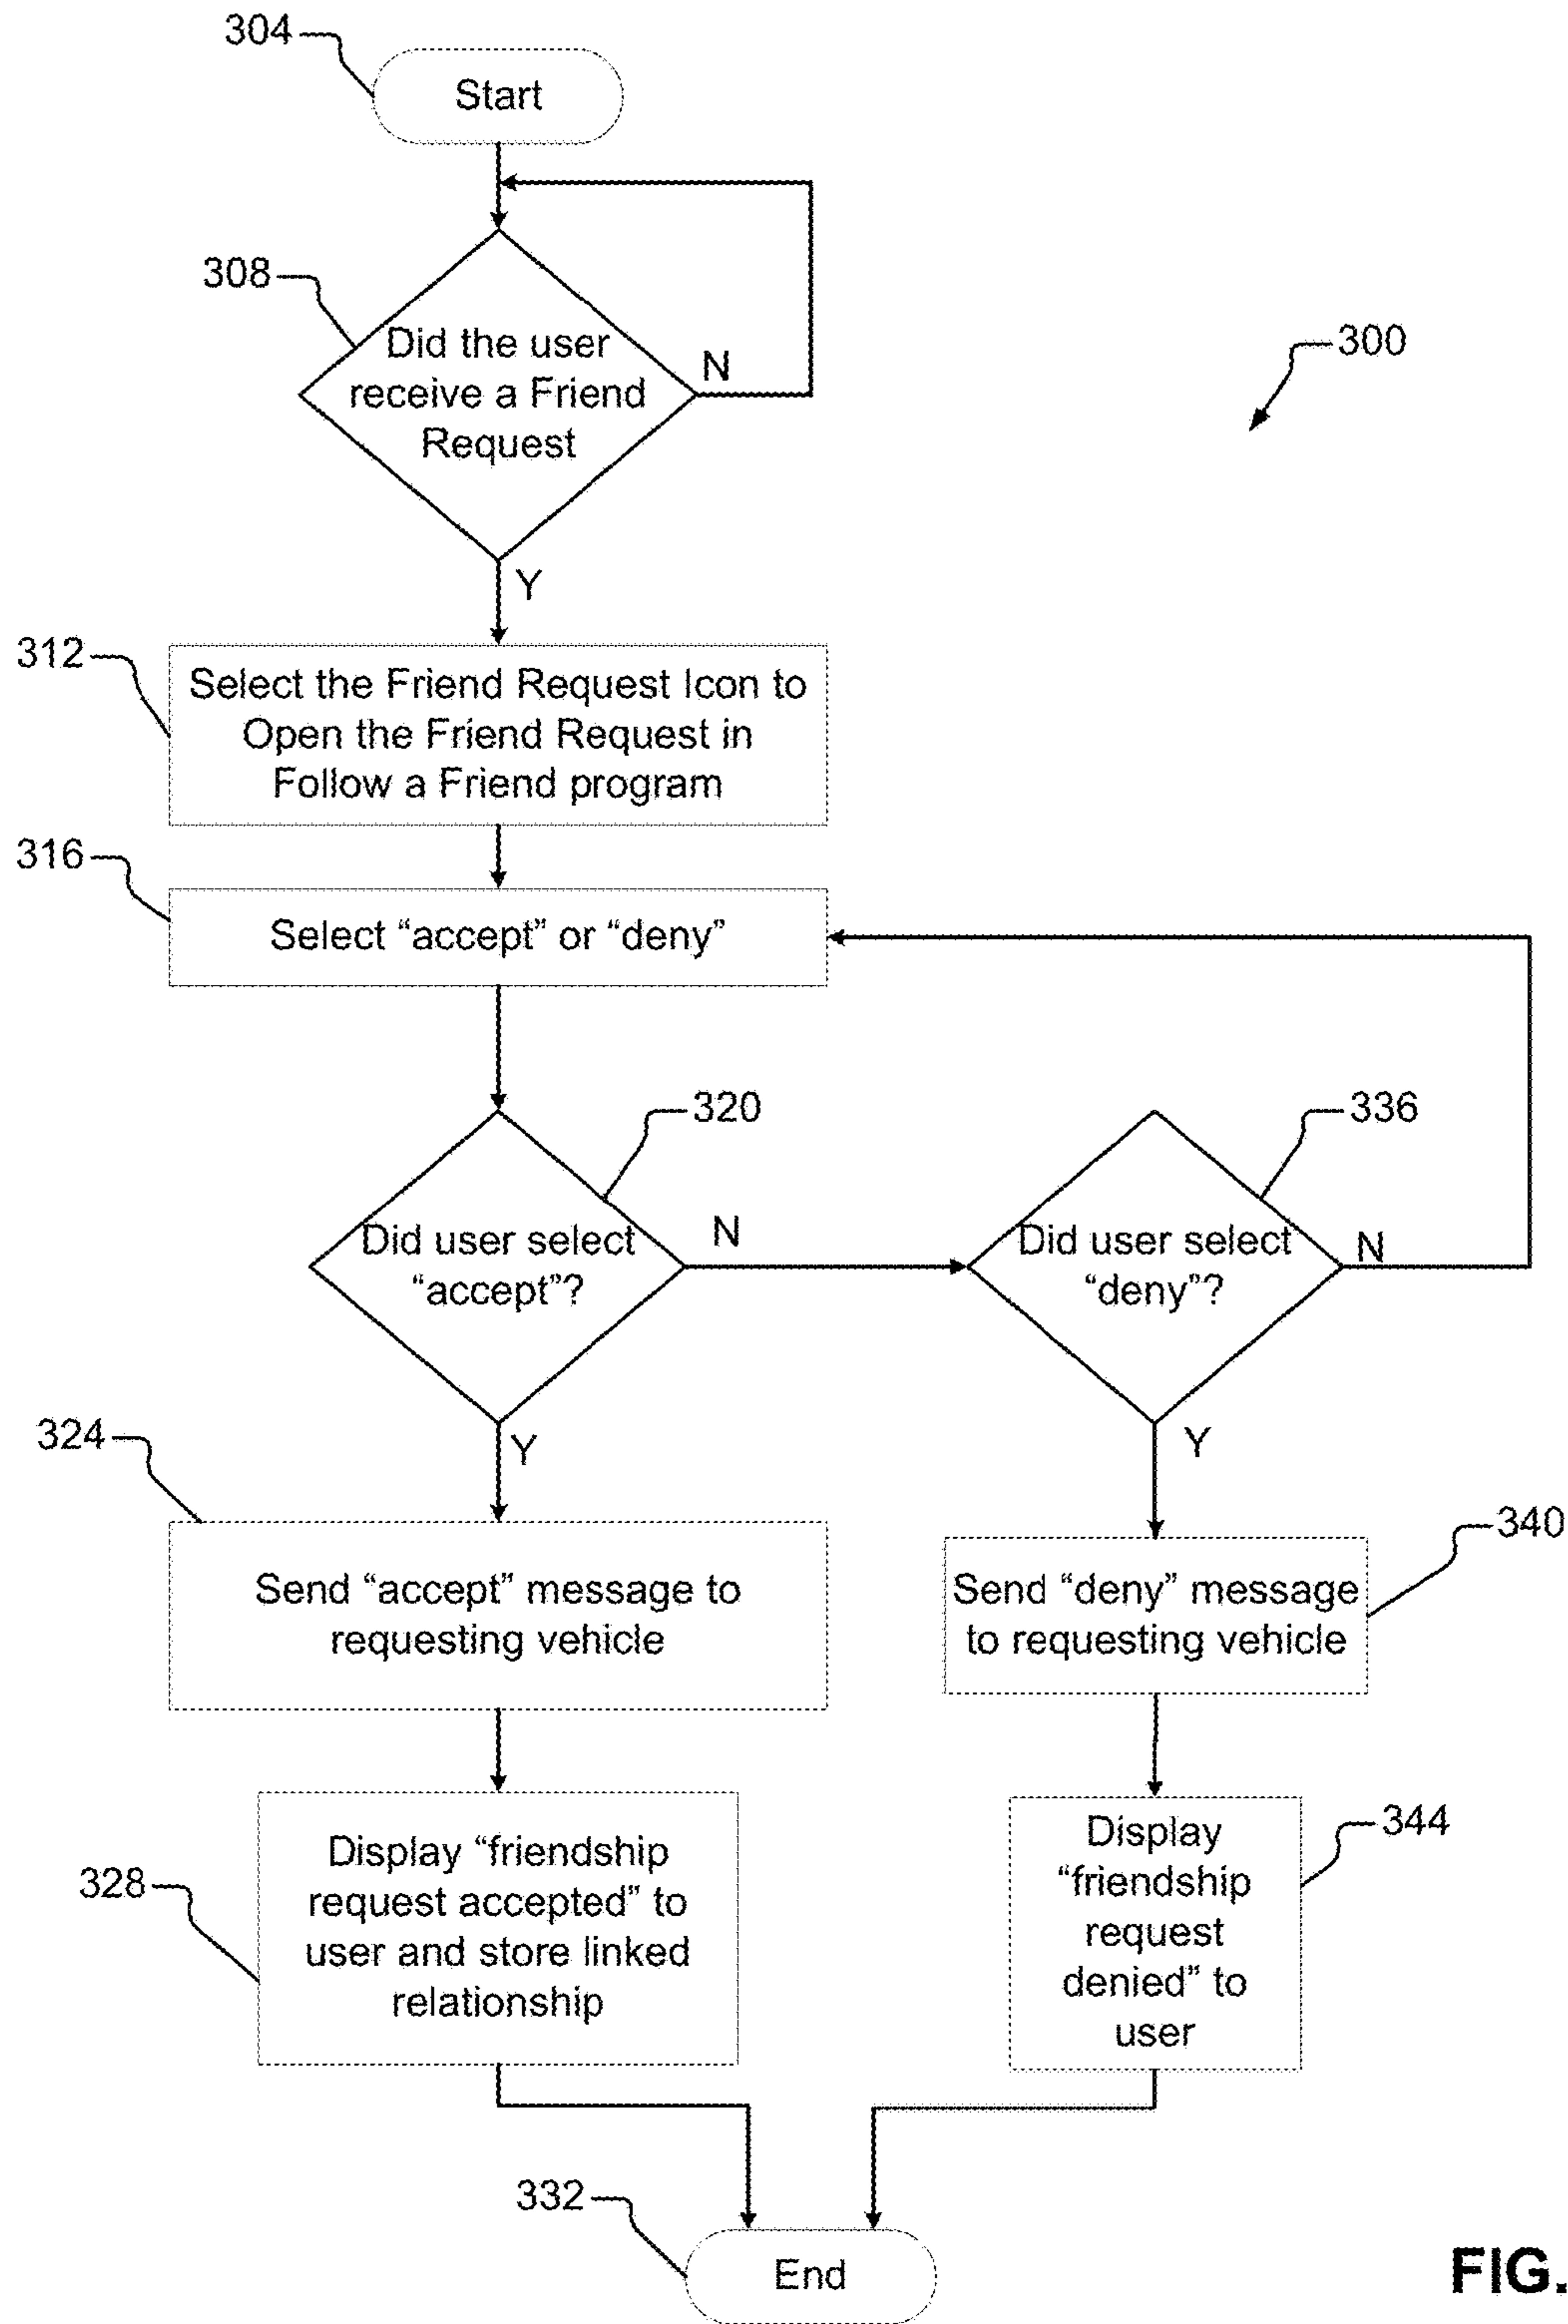 304
Start
308
Did the user
receive a Friend
Request
N
300
Y
312
Select the Friend Request Icon to
Open the Friend Request in
Follow a Friend program
316
Select “accept” or “deny”
320
336
Did user select
“accept”?
N
Did user select
“deny”?
N
324
Y
Y
Send “accept” message to
requesting vehicle
340
Send “deny” message
to requesting vehicle
328
Display “friendship
request accepted” to
user and store linked
relationship
344
Display
“friendship
request
denied” to
user
332
End
FIG.